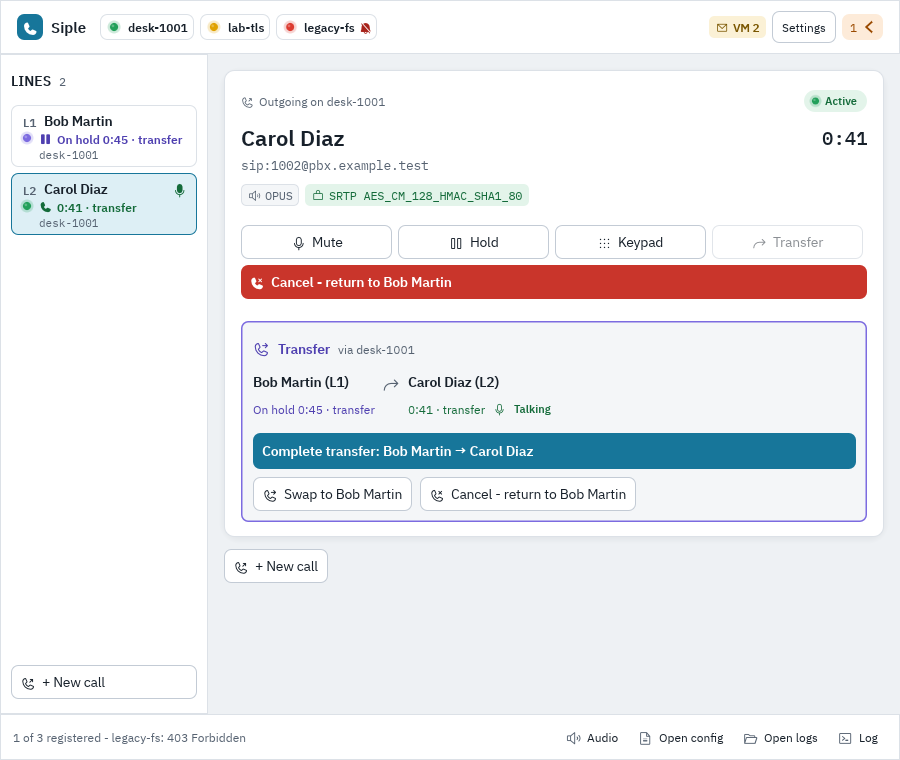 Siple
desk-1001
lab-tls
legacy-fs
VM 2
Settings
1
LINES 2
L1 Bob Martin
On hold 0:45 · transfer
desk-1001
L2 Carol Diaz
0:41 · transfer
desk-1001
+ New call
Outgoing on desk-1001
Active
Carol Diaz
0:41
sip:1002@pbx.example.test
OPUS
SRTP AES_CM_128_HMAC_SHA1_80
Mute
Hold
Keypad
Transfer
Cancel - return to Bob Martin
Transfer via desk-1001
Bob Martin (L1)
Carol Diaz (L2)
On hold 0:45 · transfer
0:41 · transfer
Talking
Complete transfer: Bob Martin → Carol Diaz
Swap to Bob Martin
Cancel - return to Bob Martin
+ New call
1 of 3 registered - legacy-fs: 403 Forbidden
Audio
Open config
Open logs
Log